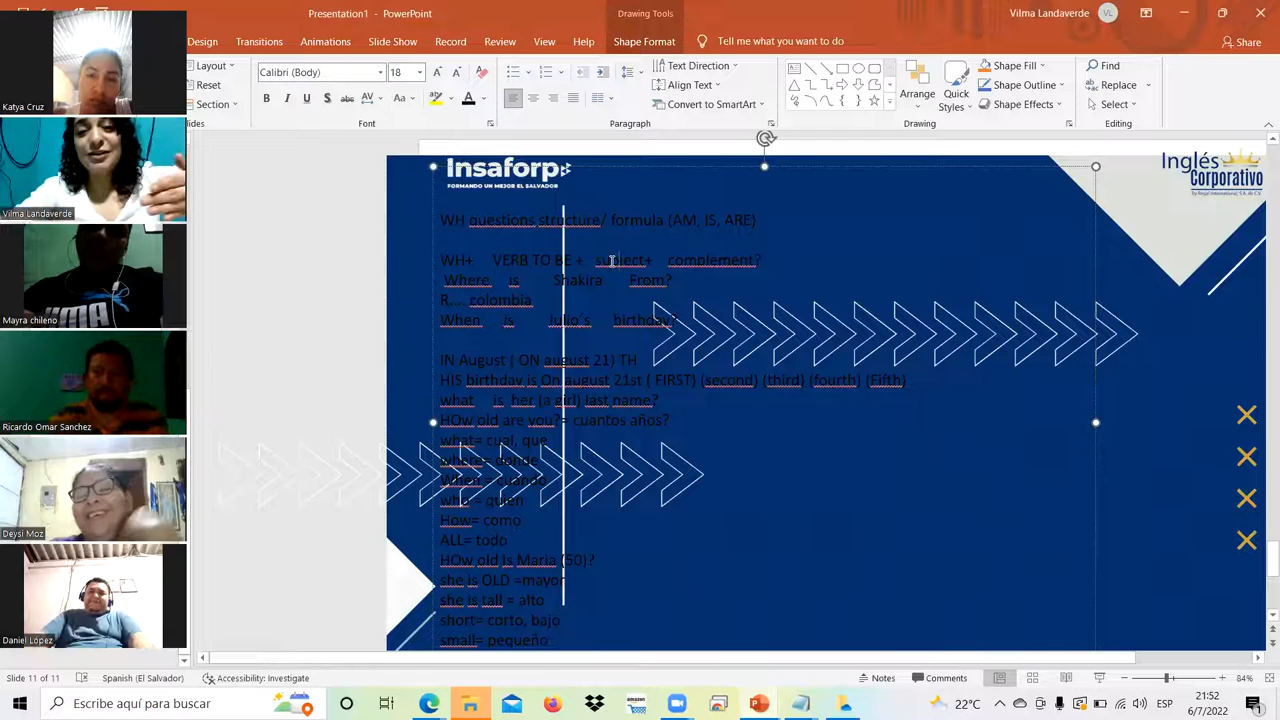 Presentation1 - PowerPoint
Drawing Tools
Vilma Landaverde
VL
Design
Transitions
Animations
Slide Show
Review
View
Help
Shape Format
Tell me what you want to do
Share
Layout
Reset
Section
Calibri (Body)
18
Text Direction
Align Text
Convert to SmartArt
Arrange
Quick
Styles
Shape Fill
Shape Outline
Shape Effects
Find
Replace
Select
Font
Paragraph
Drawing
Editing
Katya Cruz
Vilma Landaverde
Mayra chileno
Ricardo Omar Sanchez
Deysi Moz
Daniel López
Insaforp
FORMANDO UN MEJOR EL SALVADOR
Inglés
Corporativo
WH questions structure/ formula (AM, IS, ARE)
WH+ VERB TO BE + subject+ complement?
Where is Shakira From?
R... colombia
When is Julio´s birthday?
IN August ( ON august 21) TH
HIS birthday is On august 21st ( FIRST) (second) (third) (fourth) (Fifth)
what is her (a girl) last name?
HOw old are you?= cuantos años?
what= cual, que
where= donde
When = cuando
who = quien
How= como
ALL= todo
HOw old is Maria (50)?
she is OLD =mayor
she is tall = alto
short= corto, bajo
small= pequeño
Slide 11 of 11
Spanish (El Salvador)
Accessibility: Investigate
Notes
Comments
84%
Escribe aquí para buscar
22°C
ESP
21:52
6/7/2022